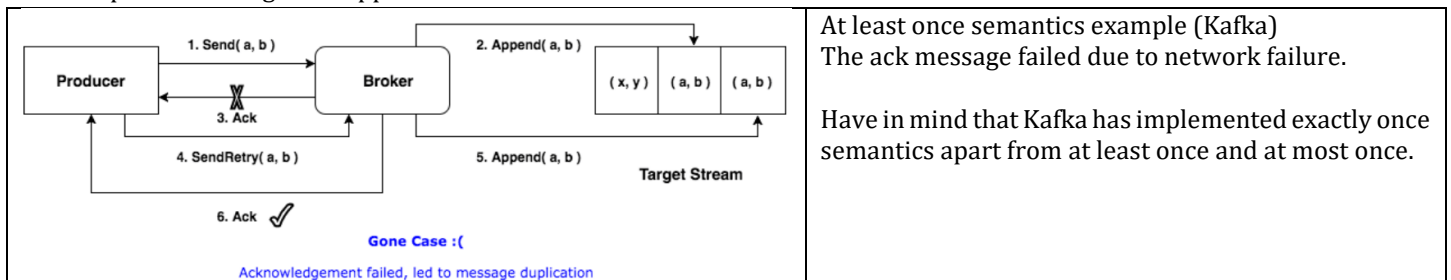 1. Send( a, b )
2. Append( a, b )
Producer
Broker
( x, y )
( a, b )
( a, b )
3. Ack
4. SendRetry( a, b )
5. Append( a, b )
Target Stream
6. Ack
Gone Case :(
Acknowledgement failed, led to message duplication
At least once semantics example (Kafka)
The ack message failed due to network failure.
Have in mind that Kafka has implemented exactly once
semantics apart from at least once and at most once.